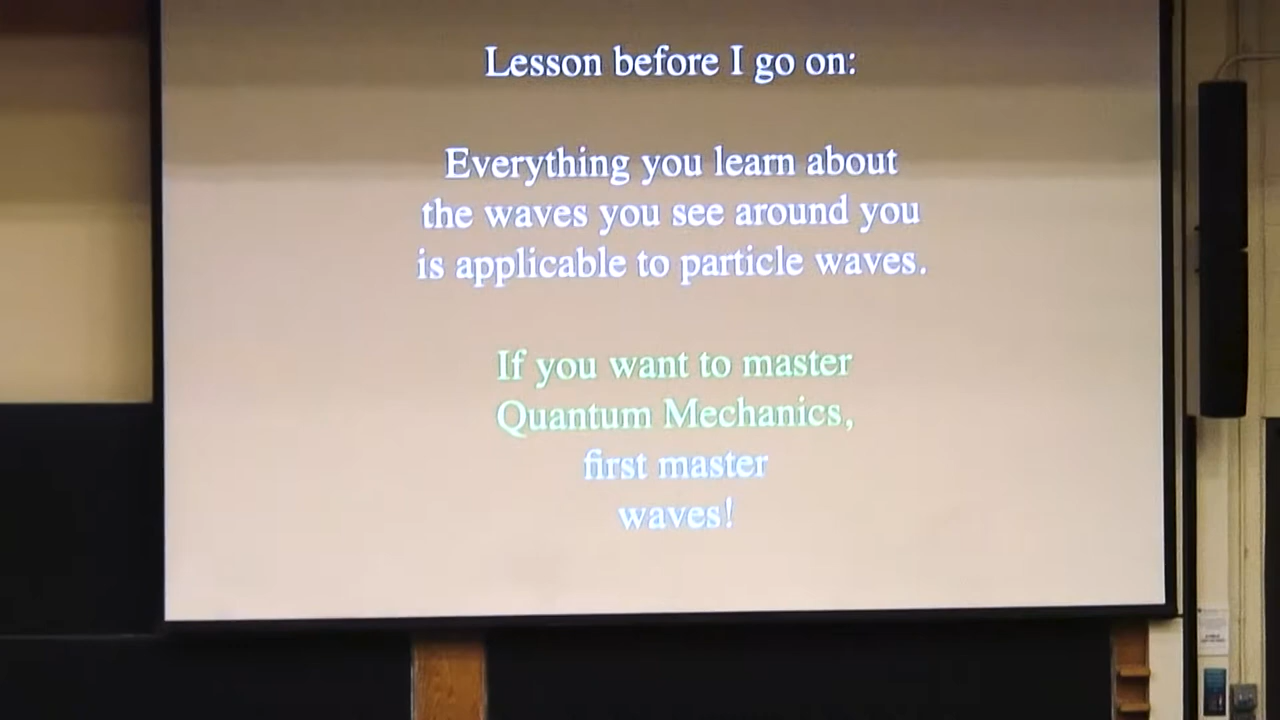 Lesson before I go on:
Everything you learn about
the waves you see around you
is applicable to particle waves.
If you want to master
Quantum Mechanics,
first master
waves!